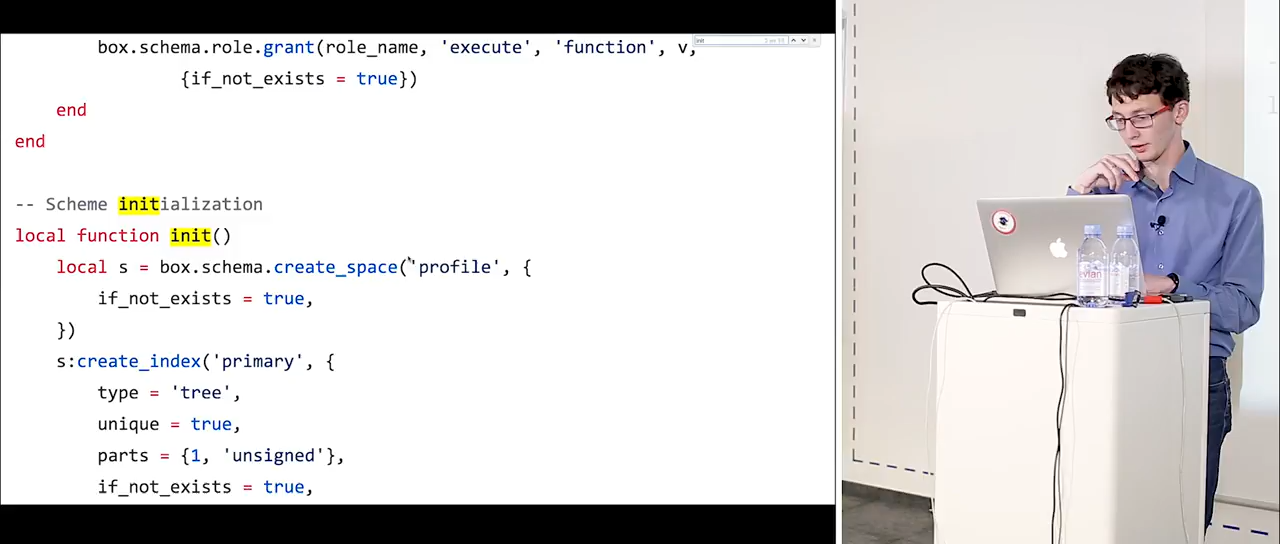 box.schema.role.grant(role_name, 'execute', 'function', v,
{if_not_exists = true})
end
end
-- Scheme initialization
local function init()
local s = box.schema.create_space('profile', {
if_not_exists = true,
})
s:create_index('primary', {
type = 'tree',
unique = true,
parts = {1, 'unsigned'},
if_not_exists = true,
init
evian